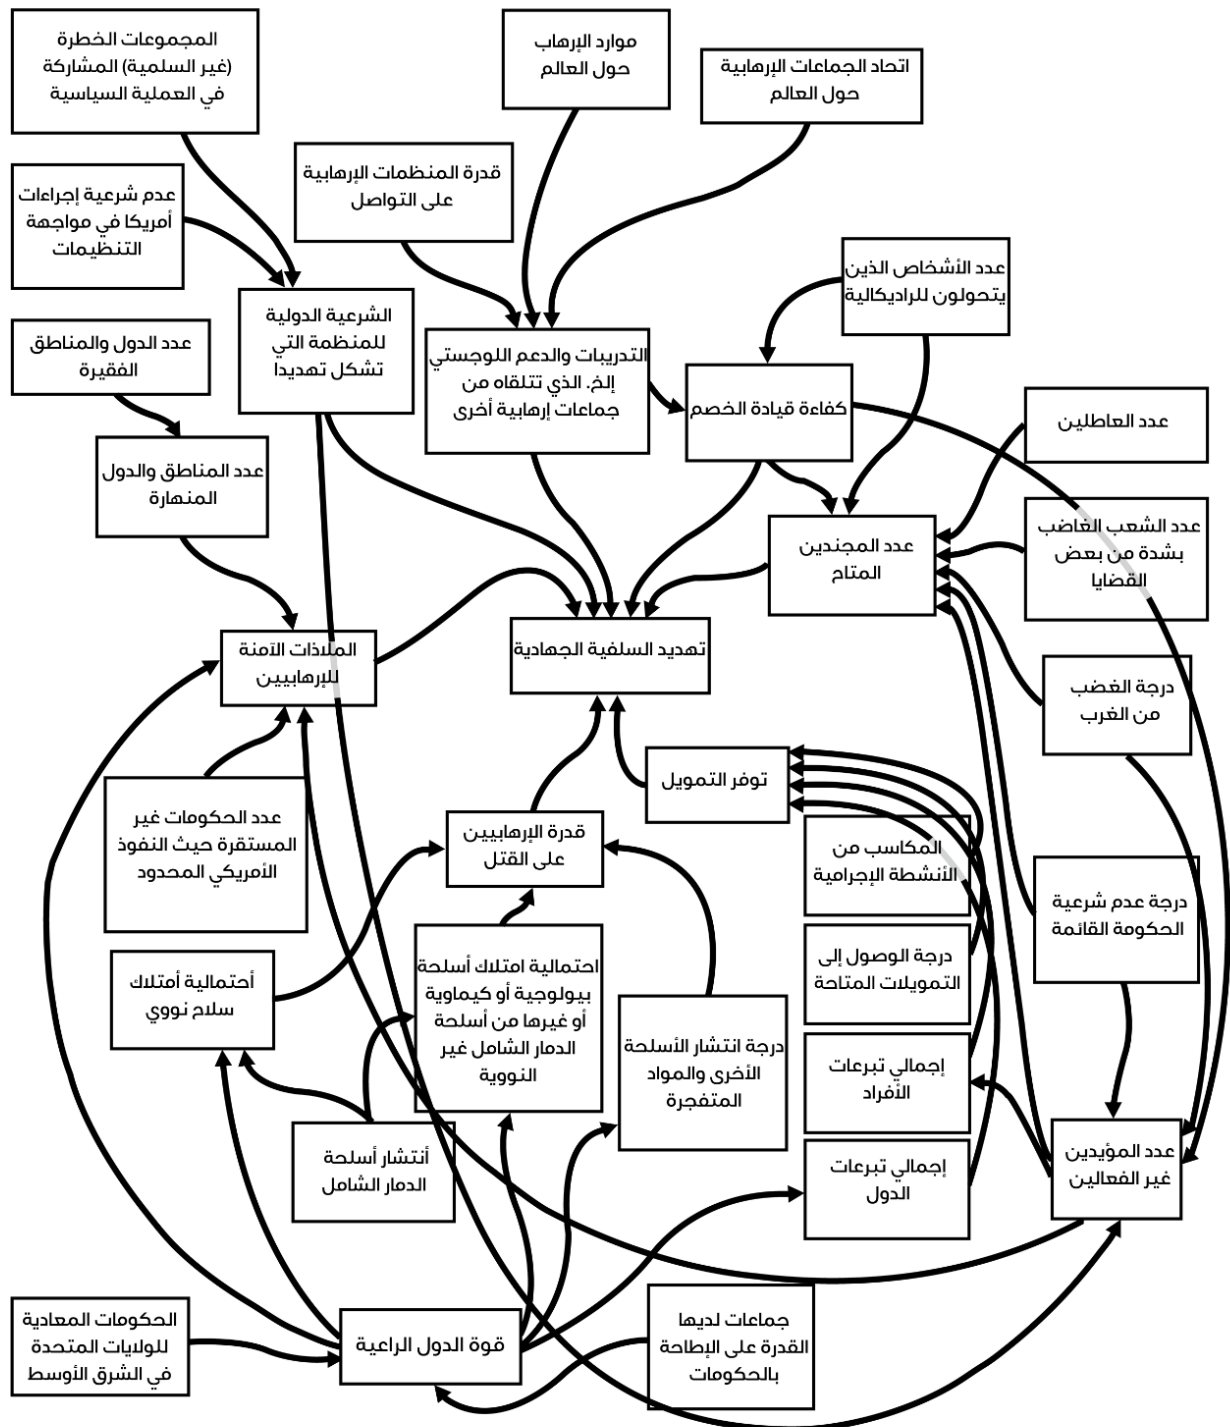 المجموعات الخطرة
(غير السلمية) المشاركة
في العملية السياسية
موارد الإرهاب
حول العالم
اتحاد الجماعات الإرهابية
حول العالم
قدرة المنظمات الإرهابية
على التواصل
عدم شرعية إجراءات
أمريكا في مواجهة
التنظيمات
عدد الأشخاص الذين
يتحولون للراديكالية
الشرعية الدولية
للمنظمة التي
تشكل تهديدا
عدد الدول والمناطق
الفقيرة
التدريبات والدعم اللوجستي
إلخ. الذي تتلقاه من
جماعات إرهابية أخرى
كفاءة قيادة الخصم
عدد العاطلين
عدد المناطق والدول
المنهارة
عدد الشعب الغاضب
بشدة من بعض
القضايا
عدد المجندين
المتاح
الملاذات الآمنة
للإرهابيين
تهديد السلفية الجهادية
درجة الغضب
من الغرب
توفر التمويل
عدد الحكومات غير
المستقرة حيث النفوذ
الأمريكي المحدود
قدرة الإرهابيين
على القتل
المكاسب من
الأنشطة الإجرامية
درجة عدم شرعية
الحكومة القائمة
أحتمالية أمتلاك
سلاح نووي
احتمالية امتلاك أسلحة
بيولوجية أو كيماوية
أو غيرها من أسلحة
الدمار الشامل غير
النووية
درجة الوصول إلى
التمويلات المتاحة
درجة انتشار الأسلحة
الأخرى والمواد
المتفجرة
إجمالي تبرعات
الأفراد
أنتشار أسلحة
الدمار الشامل
إجمالي تبرعات
الدول
عدد المؤيدين
غير الفعالين
الحكومات المعادية
للولايات المتحدة
في الشرق الأوسط
قوة الدول الراعية
جماعات لديها
القدرة على الإطاحة
بالحكومات